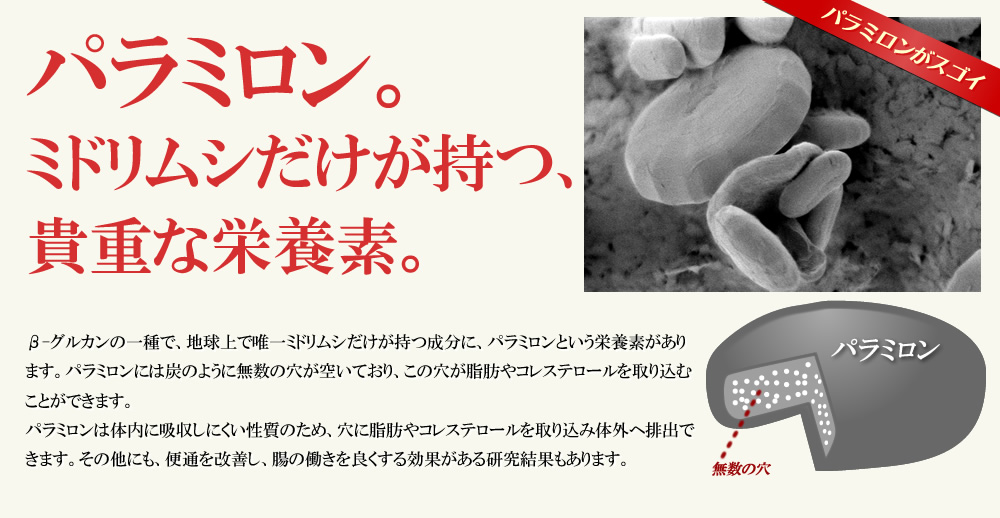 パラミロン。
ミドリムシだけが持つ、
貴重な栄養素。
パラミロンがスゴイ
β-グルカンの一種で、地球上で唯一ミドリムシだけが持つ成分に、パラミロンという栄養素があり
ます。パラミロンには炭のように無数の穴が空いており、この穴が脂肪やコレステロールを取り込む
ことができます。
パラミロンは体内に吸収しにくい性質のため、穴に脂肪やコレステロールを取り込み体外へ排出で
きます。その他にも、便通を改善し、腸の働きを良くする効果がある研究結果もあります。
パラミロン
無数の穴